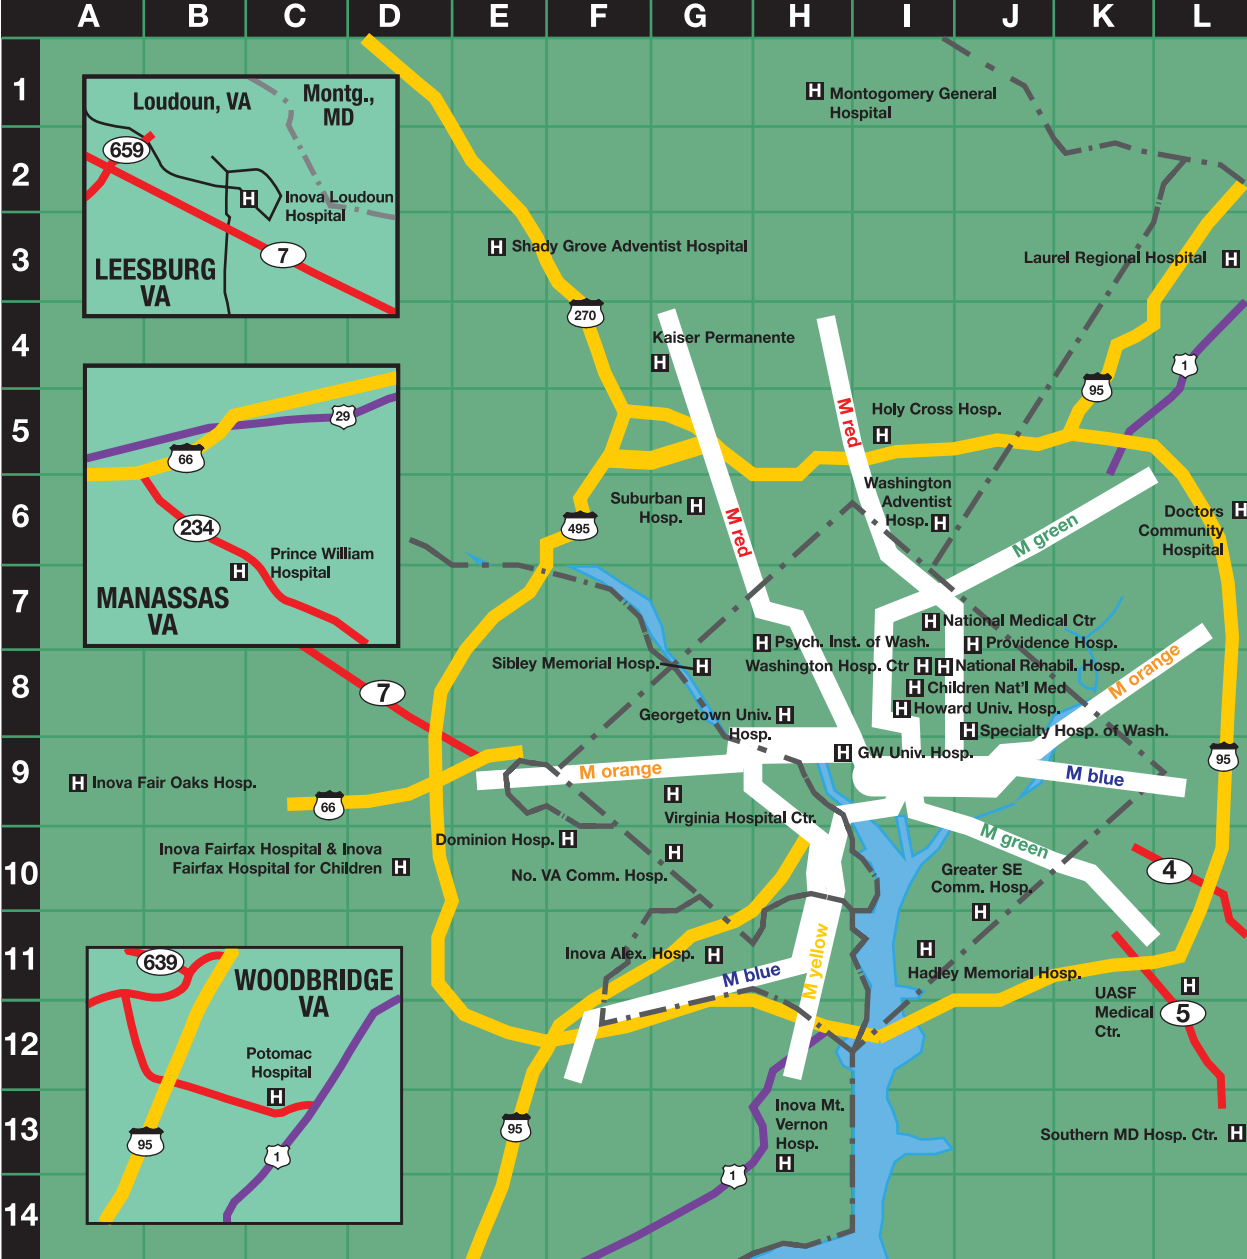 A B C D E F G H I J K L
1
2
3
4
5
6
7
8
9
10
11
12
13
14
Loudoun, VA
Montg.,
MD
659
H
Inova Loudoun
Hospital
7
LEESBURG
VA
29
66
234
Prince William
Hospital
H
MANASSAS
VA
639
WOODBRIDGE
VA
Potomac
Hospital
H
95
1
H Montogomery General
Hospital
H Shady Grove Adventist Hospital
Laurel Regional Hospital H
270
Kaiser Permanente
H
1
95
M red
Holy Cross Hosp.
H
Washington
Adventist
Hosp. H
Suburban
Hosp. H
M red
495
M green
Doctors H
Community
Hospital
H National Medical Ctr
H Psych. Inst. of Wash.
H Providence Hosp.
Sibley Memorial Hosp. H
Washington Hosp. Ctr H
H National Rehabil. Hosp.
M orange
7
H Children Nat'l Med
Georgetown Univ. H
Hosp.
H Howard Univ. Hosp.
H Specialty Hosp. of Wash.
H GW Univ. Hosp.
95
M orange
M blue
H Inova Fair Oaks Hosp.
66
H
Virginia Hospital Ctr.
Dominion Hosp. H
M green
Inova Fairfax Hospital & Inova
Fairfax Hospital for Children H
H
No. VA Comm. Hosp.
Greater SE
Comm. Hosp.
H
4
Inova Alex. Hosp. H
M blue
M yellow
H
Hadley Memorial Hosp.
H
UASF
Medical
Ctr.
5
95
Inova Mt.
Vernon
Hosp.
H
Southern MD Hosp. Ctr. H
1